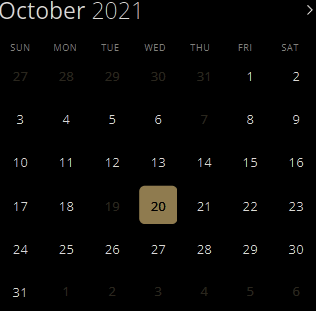 October 2021 >
SUN MON TUE WED THU FRI SAT
27 28 29 30 31 1 2
3 4 5 6 7 8 9
10 11 12 13 14 15 16
17 18 19 20 21 22 23
24 25 26 27 28 29 30
31 1 2 3 4 5 6